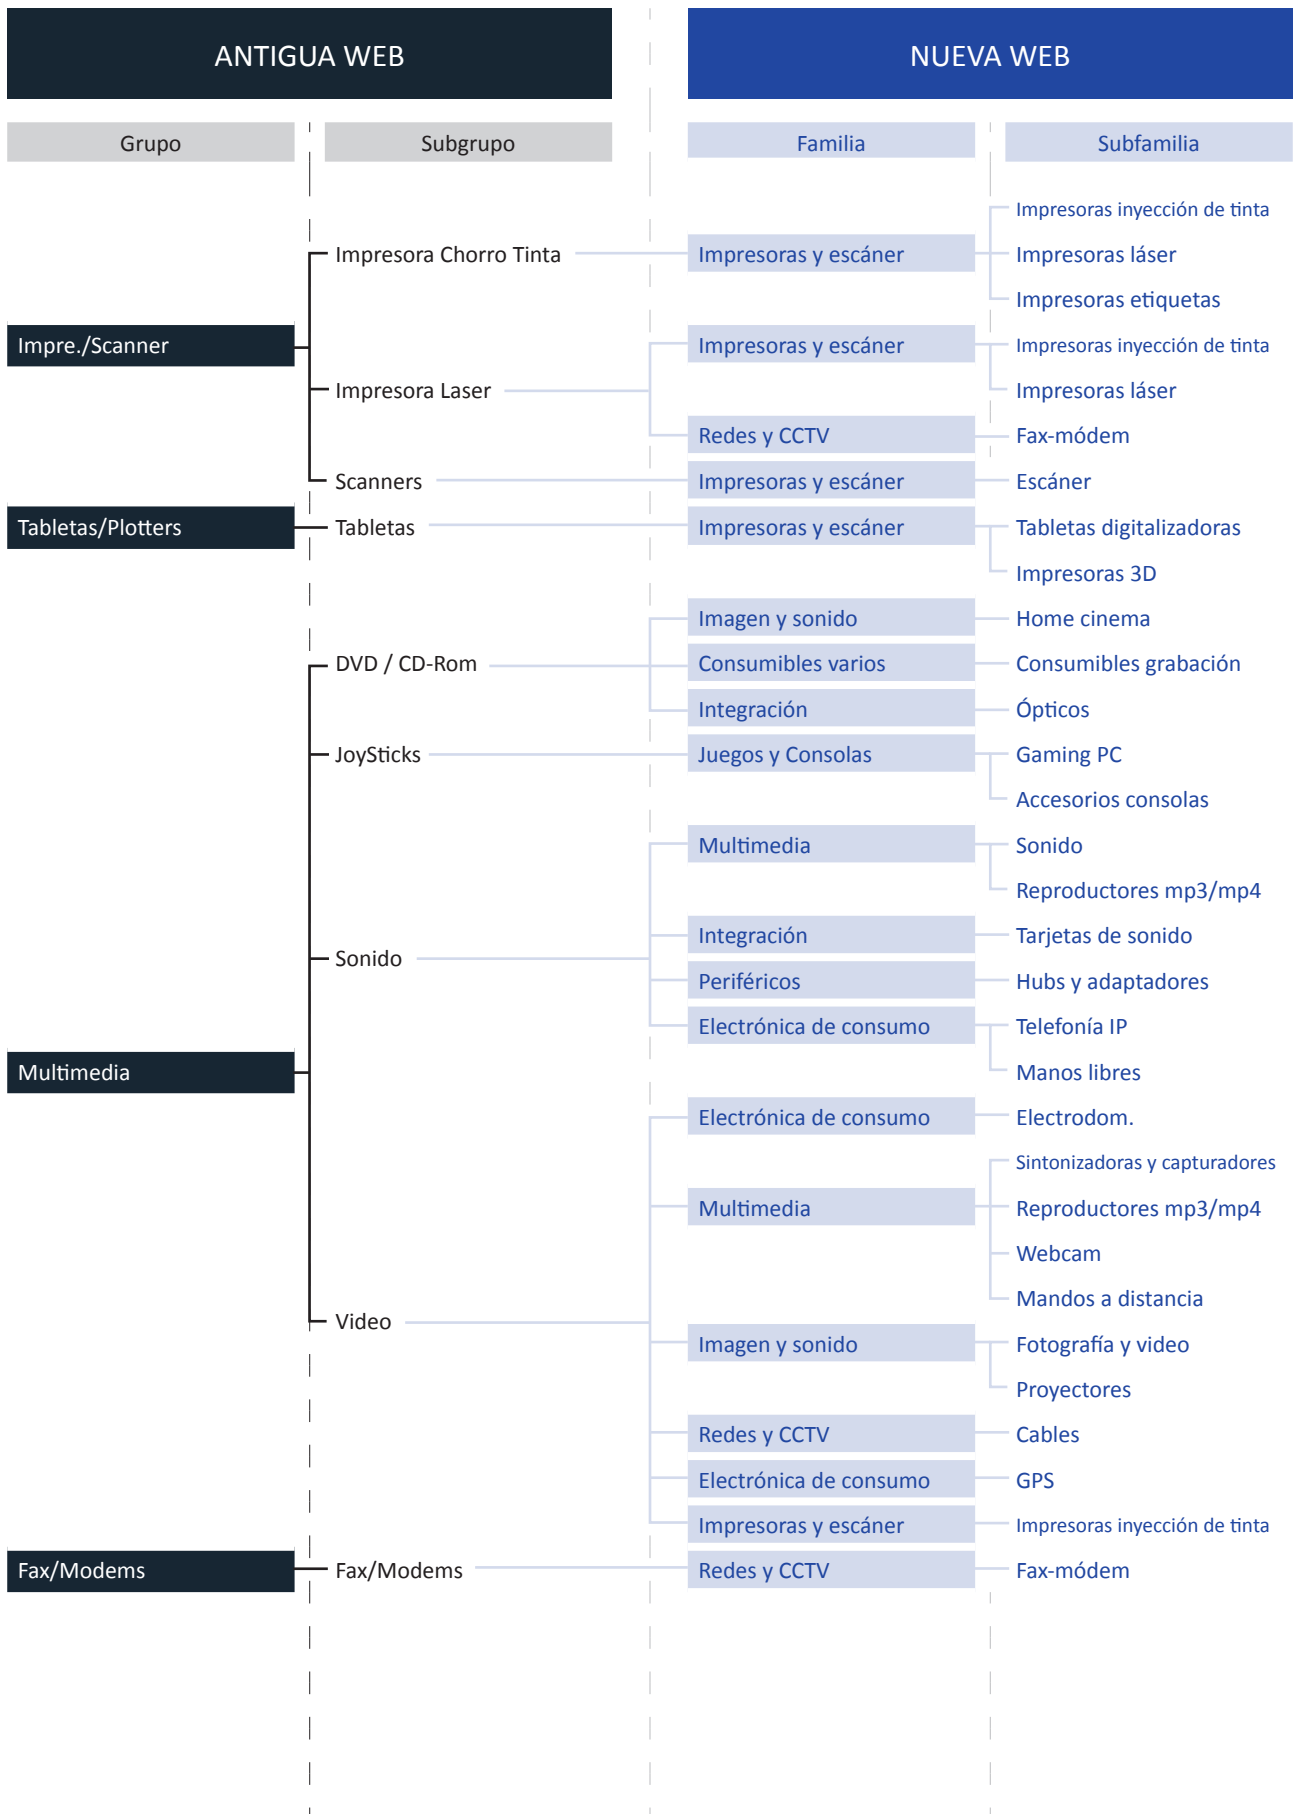 ANTIGUA WEB
NUEVA WEB
Grupo
Subgrupo
Familia
Subfamilia
Impresoras inyección de tinta
Impresora Chorro Tinta
Impresoras y escáner
Impresoras láser
Impresoras etiquetas
Impre./Scanner
Impresoras y escáner
Impresoras inyección de tinta
Impresora Laser
Impresoras láser
Redes y CCTV
Fax-módem
Scanners
Impresoras y escáner
Escáner
Tabletas/Plotters
Tabletas
Impresoras y escáner
Tabletas digitalizadoras
Impresoras 3D
Imagen y sonido
Home cinema
DVD / CD-Rom
Consumibles varios
Consumibles grabación
Integración
Ópticos
JoySticks
Juegos y Consolas
Gaming PC
Accesorios consolas
Multimedia
Sonido
Reproductores mp3/mp4
Integración
Tarjetas de sonido
Sonido
Periféricos
Hubs y adaptadores
Electrónica de consumo
Telefonía IP
Multimedia
Manos libres
Electrónica de consumo
Electrodom.
Sintonizadoras y capturadores
Multimedia
Reproductores mp3/mp4
Webcam
Mandos a distancia
Video
Imagen y sonido
Fotografía y video
Proyectores
Redes y CCTV
Cables
Electrónica de consumo
GPS
Impresoras y escáner
Impresoras inyección de tinta
Fax/Modems
Fax/Modems
Redes y CCTV
Fax-módem